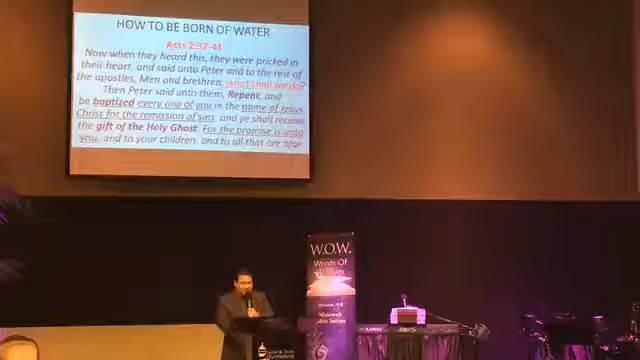 HOW TO BE BORN OF WATER
Acts 2:37-41
Now when they heard this, they were pricked in
their heart, and said unto Peter and to the rest of
the apostles, Men and brethren, what shall we do?
Then Peter said unto them, Repent, and
be baptized every one of you in the name of Jesus
Christ for the remission of sins, and ye shall receive
the gift of the Holy Ghost. For the promise is unto
you, and to your children, and to all that are afar
W.O.W.
Words Of
Wisdom
Midweek
Bible Series